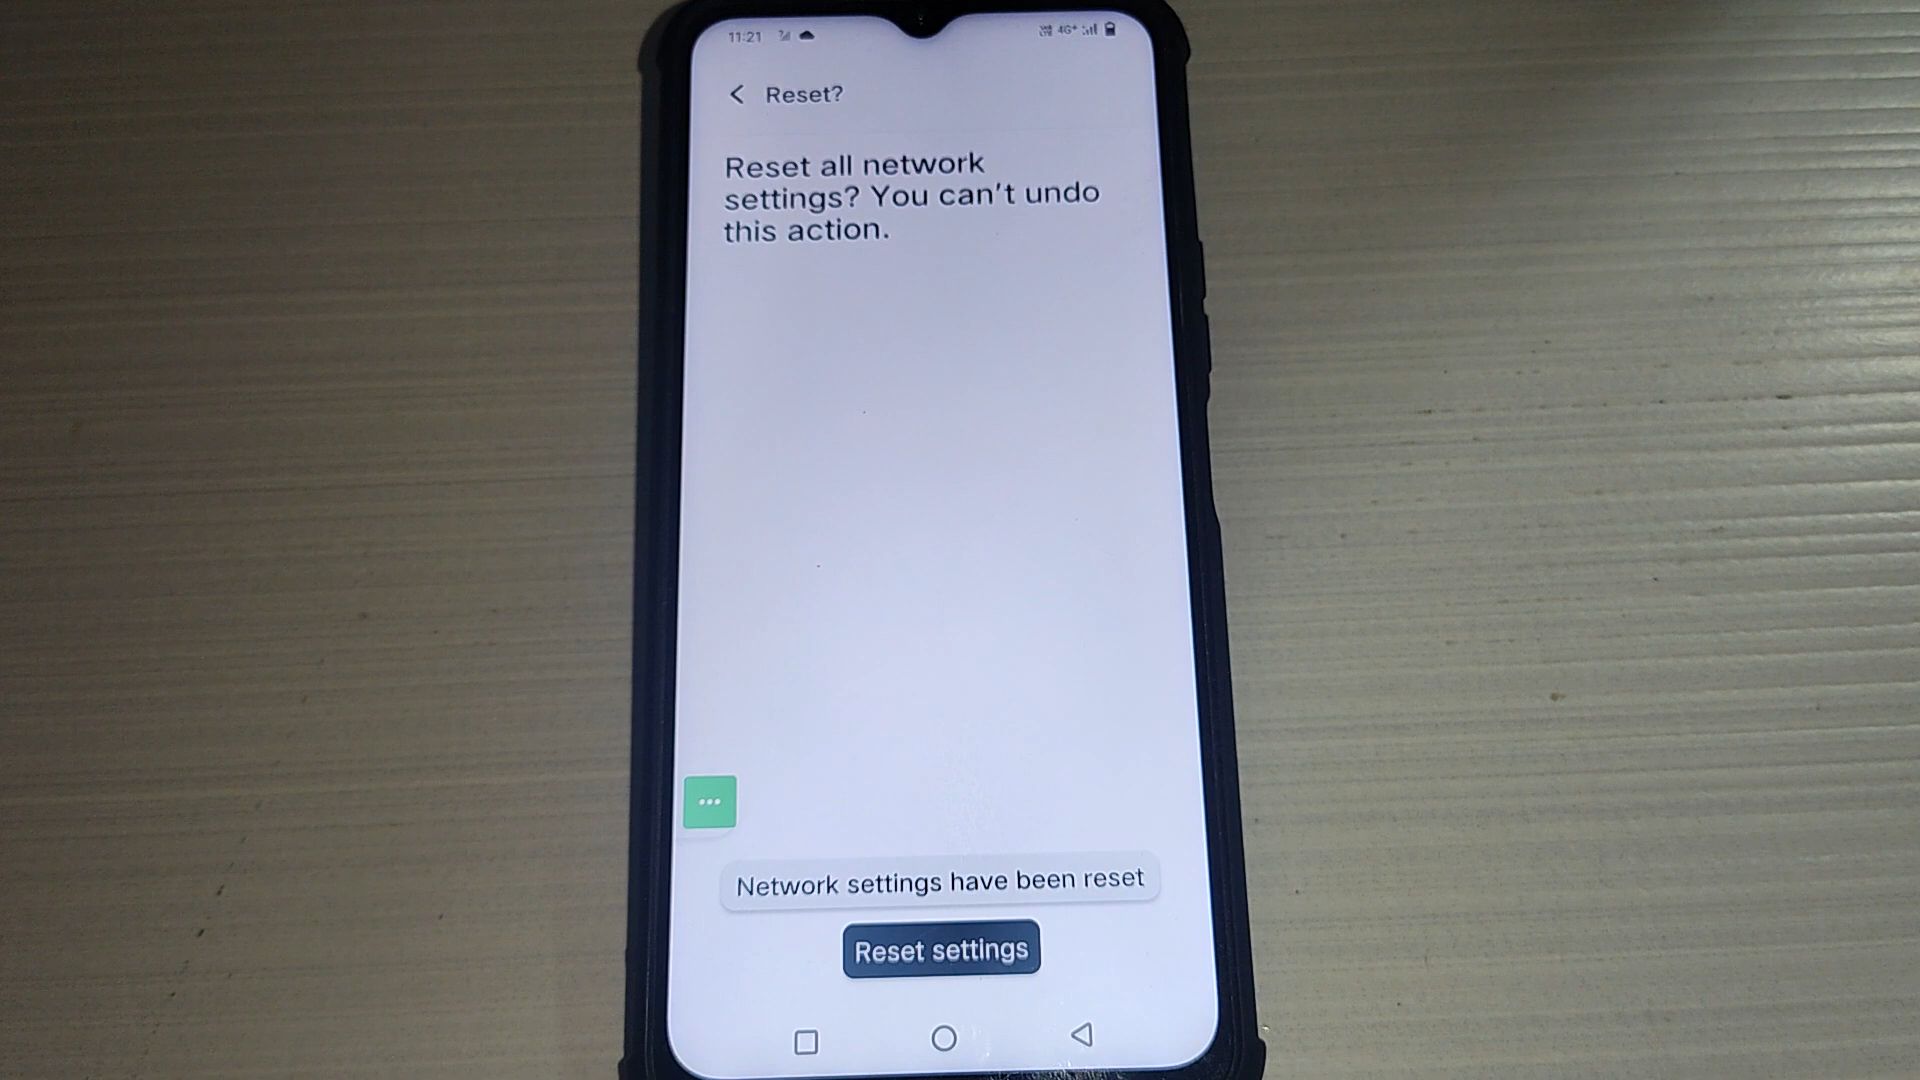 11:21
4G+
Reset?
Reset all network
settings? You can't undo
this action.
Network settings have been reset
Reset settings